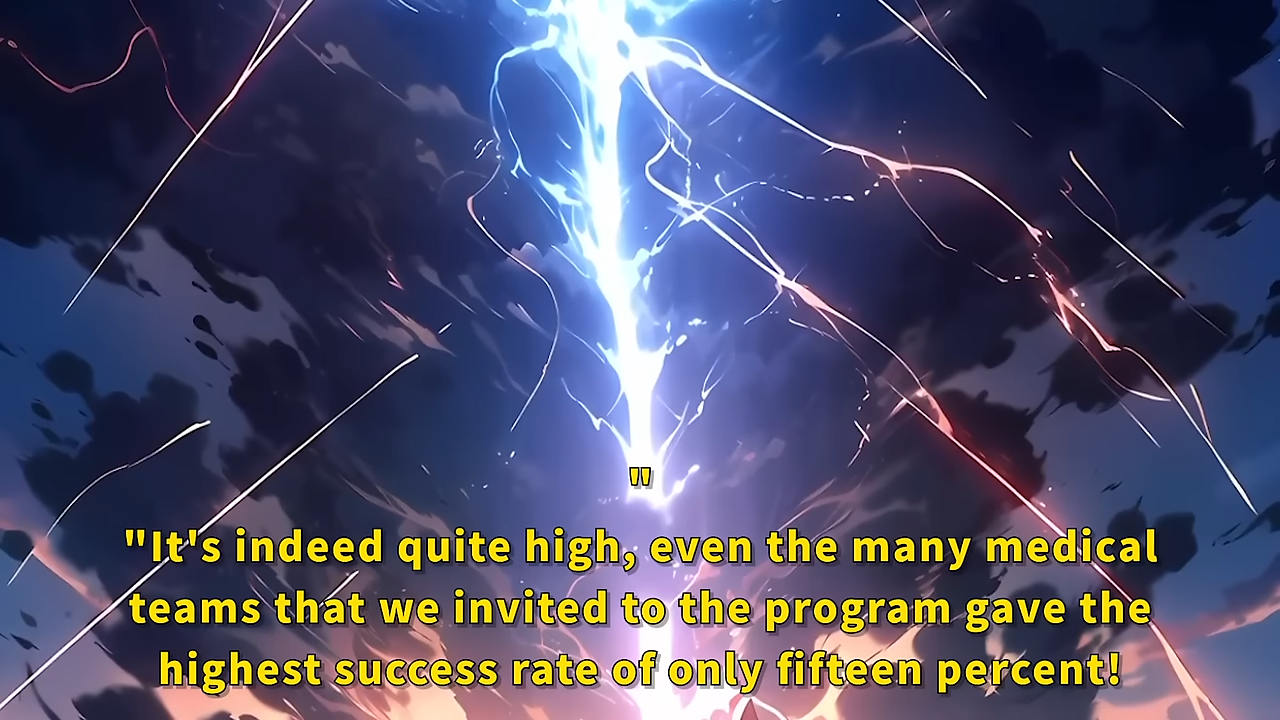 "
"It's indeed quite high, even the many medical
teams that we invited to the program gave the
highest success rate of only fifteen percent!